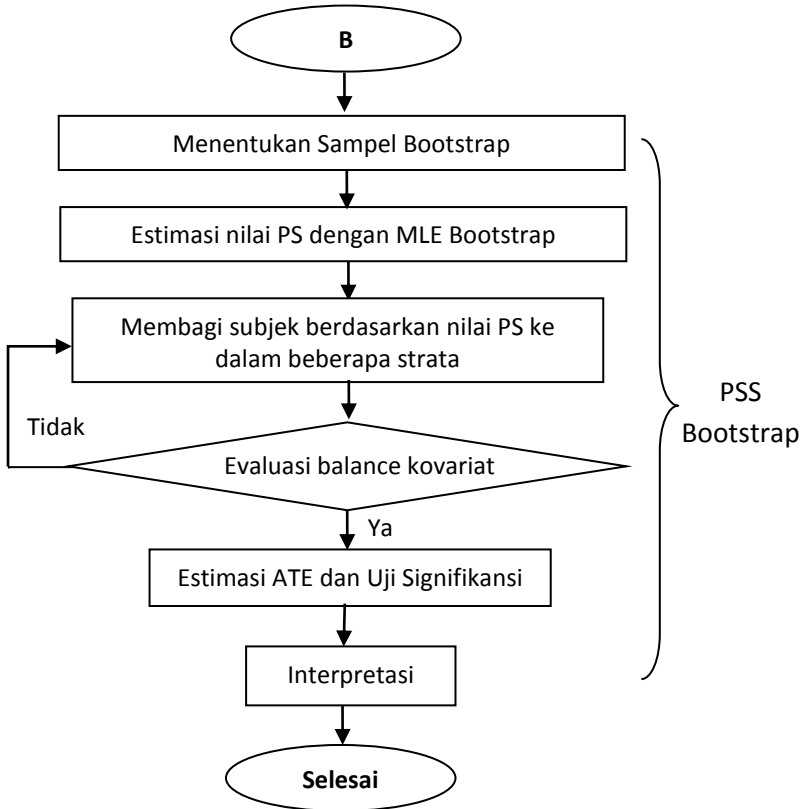 B
Menentukan Sampel Bootstrap
Estimasi nilai PS dengan MLE Bootstrap
Membagi subjek berdasarkan nilai PS ke
dalam beberapa strata
Tidak
Evaluasi balance kovariat
Ya
Estimasi ATE dan Uji Signifikansi
Interpretasi
Selesai
PSS
Bootstrap